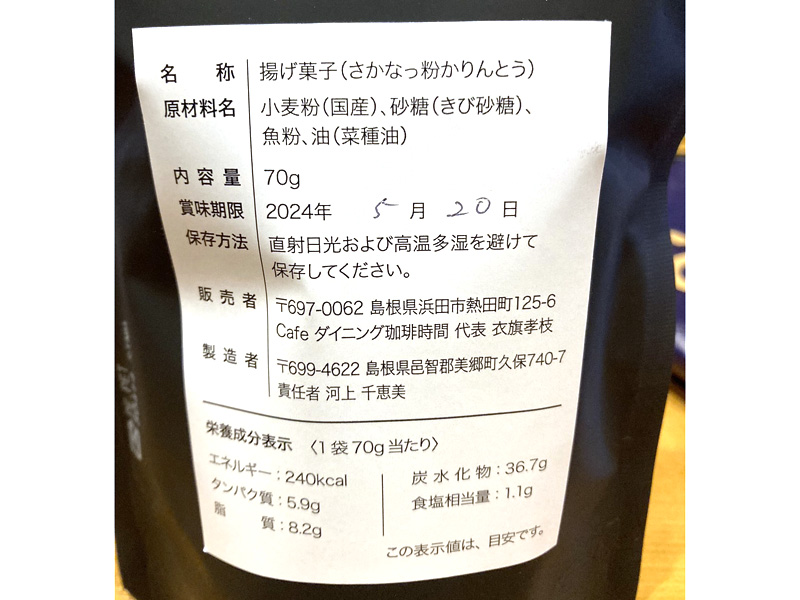 名称 揚げ菓子(さかなっ粉かりんとう)
原材料名 小麦粉(国産)、砂糖(きび砂糖)、
魚粉、油(菜種油)
内容量 70g
賞味期限 2024年 5月 20日
保存方法 直射日光および高温多湿を避けて
保存してください。
販売者 〒697-0062 島根県浜田市熱田町125-6
Cafe ダイニング珈琲時間 代表 衣旗孝枝
製造者 〒699-4622 島根県邑智郡美郷町久保740-7
責任者 河上 千恵美
栄養成分表示 〈1袋70g当たり〉
エネルギー:240kcal
タンパク質:5.9g
脂質:8.2g
炭水化物:36.7g
食塩相当量:1.1g
この表示値は、目安です。